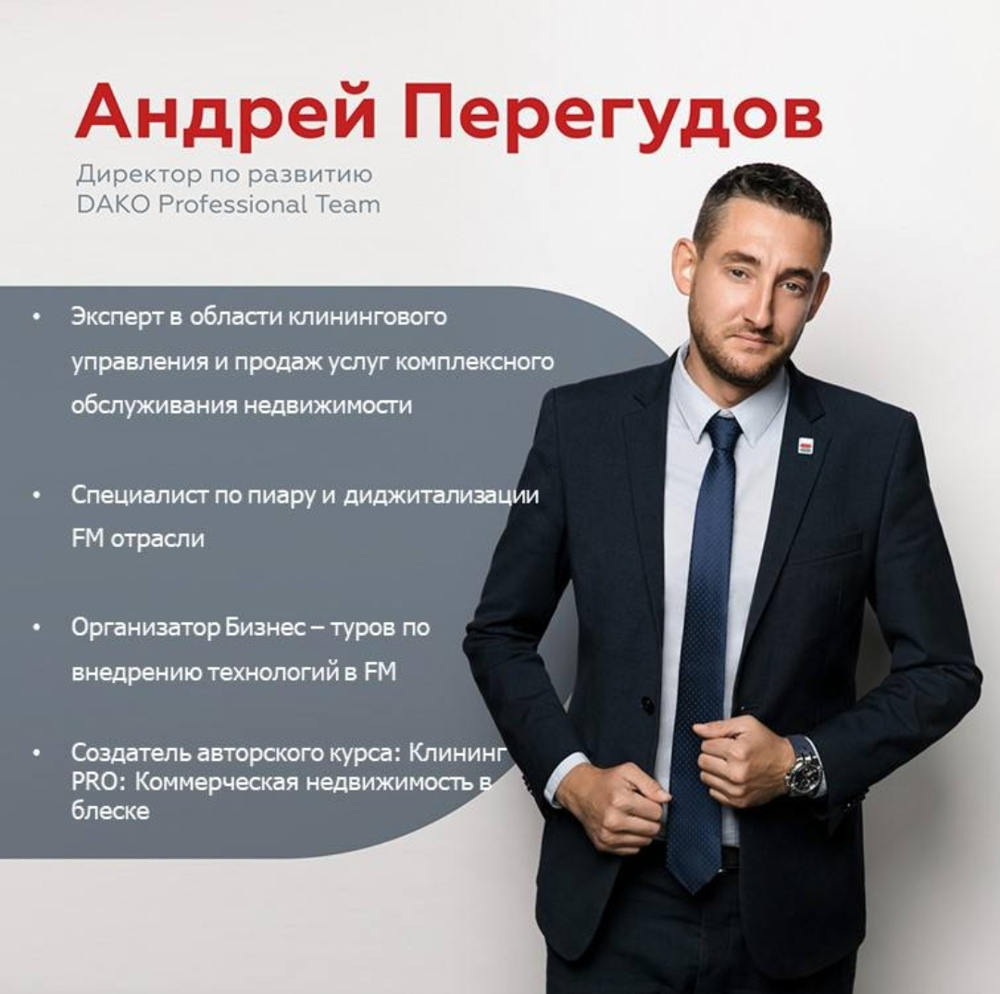 Андрей Перегудов
Директор по развитию
DAKO Professional Team
• Эксперт в области клинингового
управления и продаж услуг комплексного
обслуживания недвижимости
• Специалист по пиару и диджитализации
FM отрасли
• Организатор Бизнес – туров по
внедрению технологий в FM
• Создатель авторского курса: Клининг
PRO: Коммерческая недвижимость в
блеске